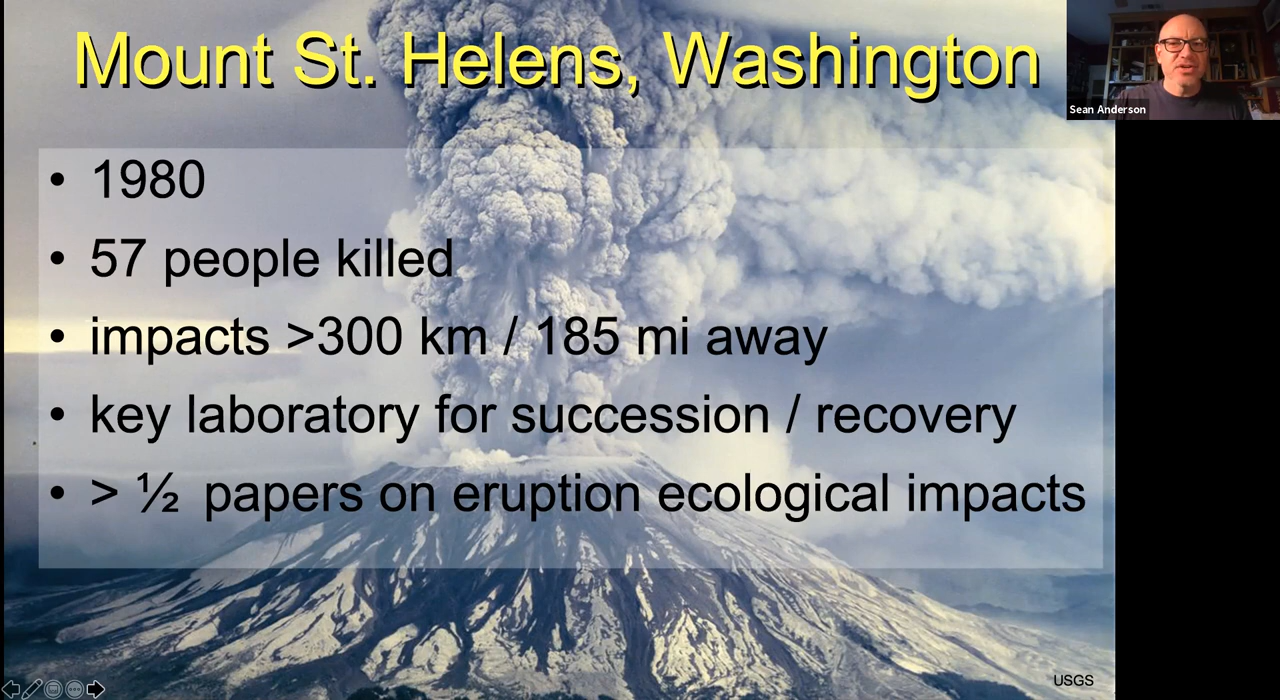 Mount St. Helens, Washington
Sean Anderson
• 1980
• 57 people killed
• impacts >300 km / 185 mi away
• key laboratory for succession / recovery
• > ½ papers on eruption ecological impacts
USGS